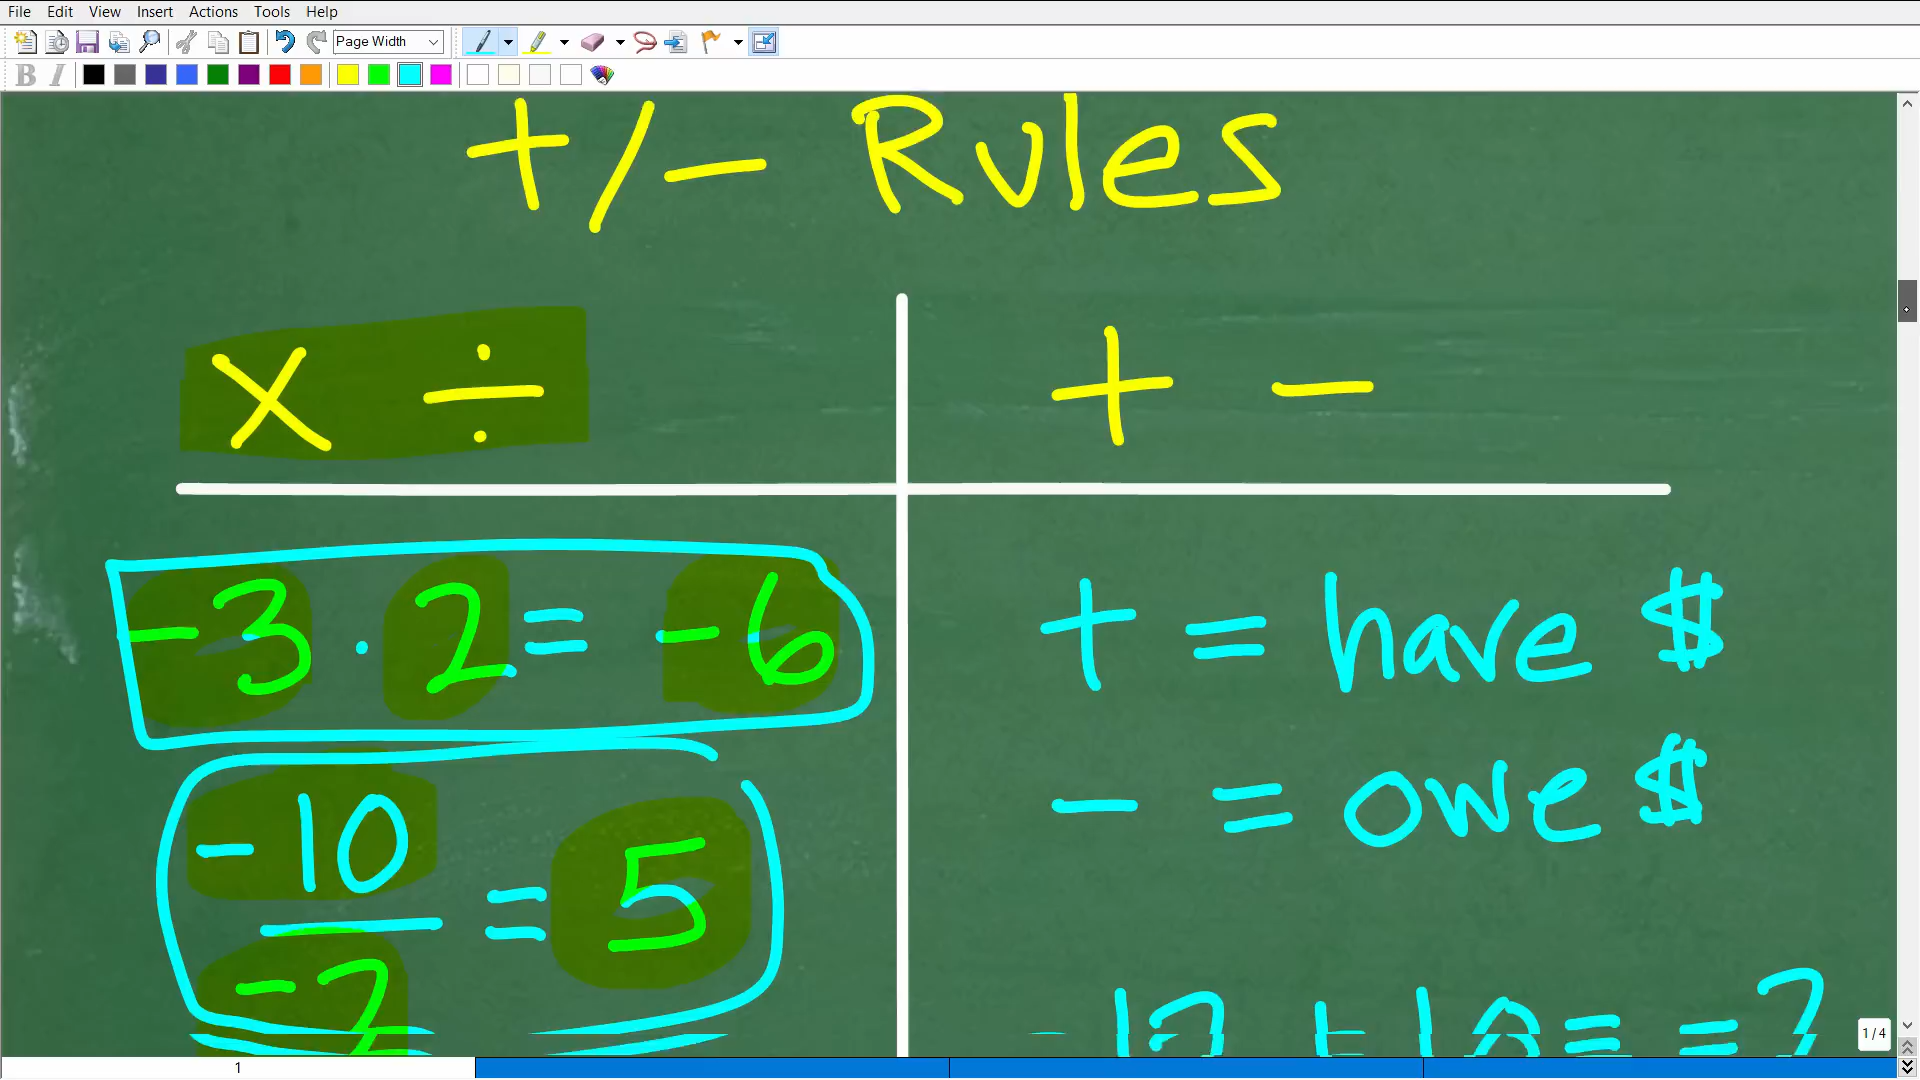 File Edit View Insert Actions Tools Help
Page Width
B I
+/- Rules
x ÷
+ -
-3 · 2 = -6
-10
= 5
-2
+ = have $
- = owe $
1 / 4
1